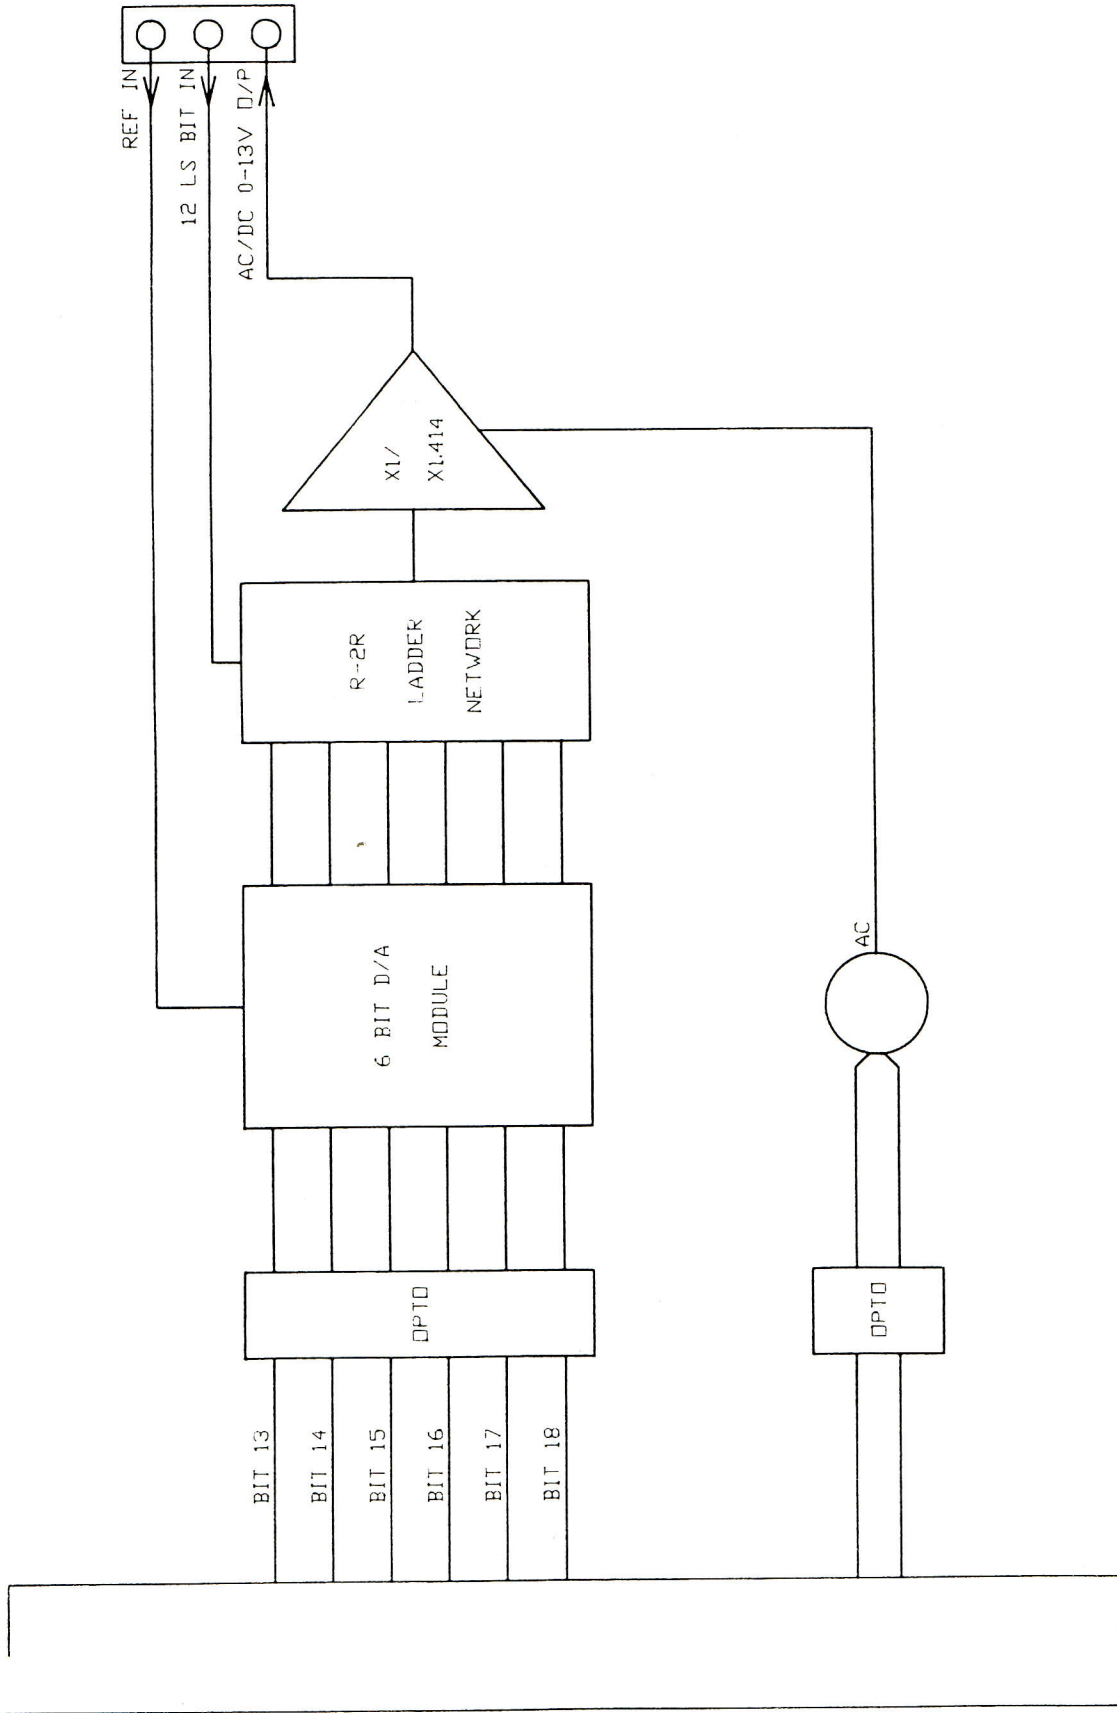 REF IN
12 LS BIT IN
AC/DC 0-13V O/P
X1/
X1.414
R-2R
LADDER
NETWORK
6 BIT D/A
MODULE
AC
OPTO
OPTO
BIT 13
BIT 14
BIT 15
BIT 16
BIT 17
BIT 18